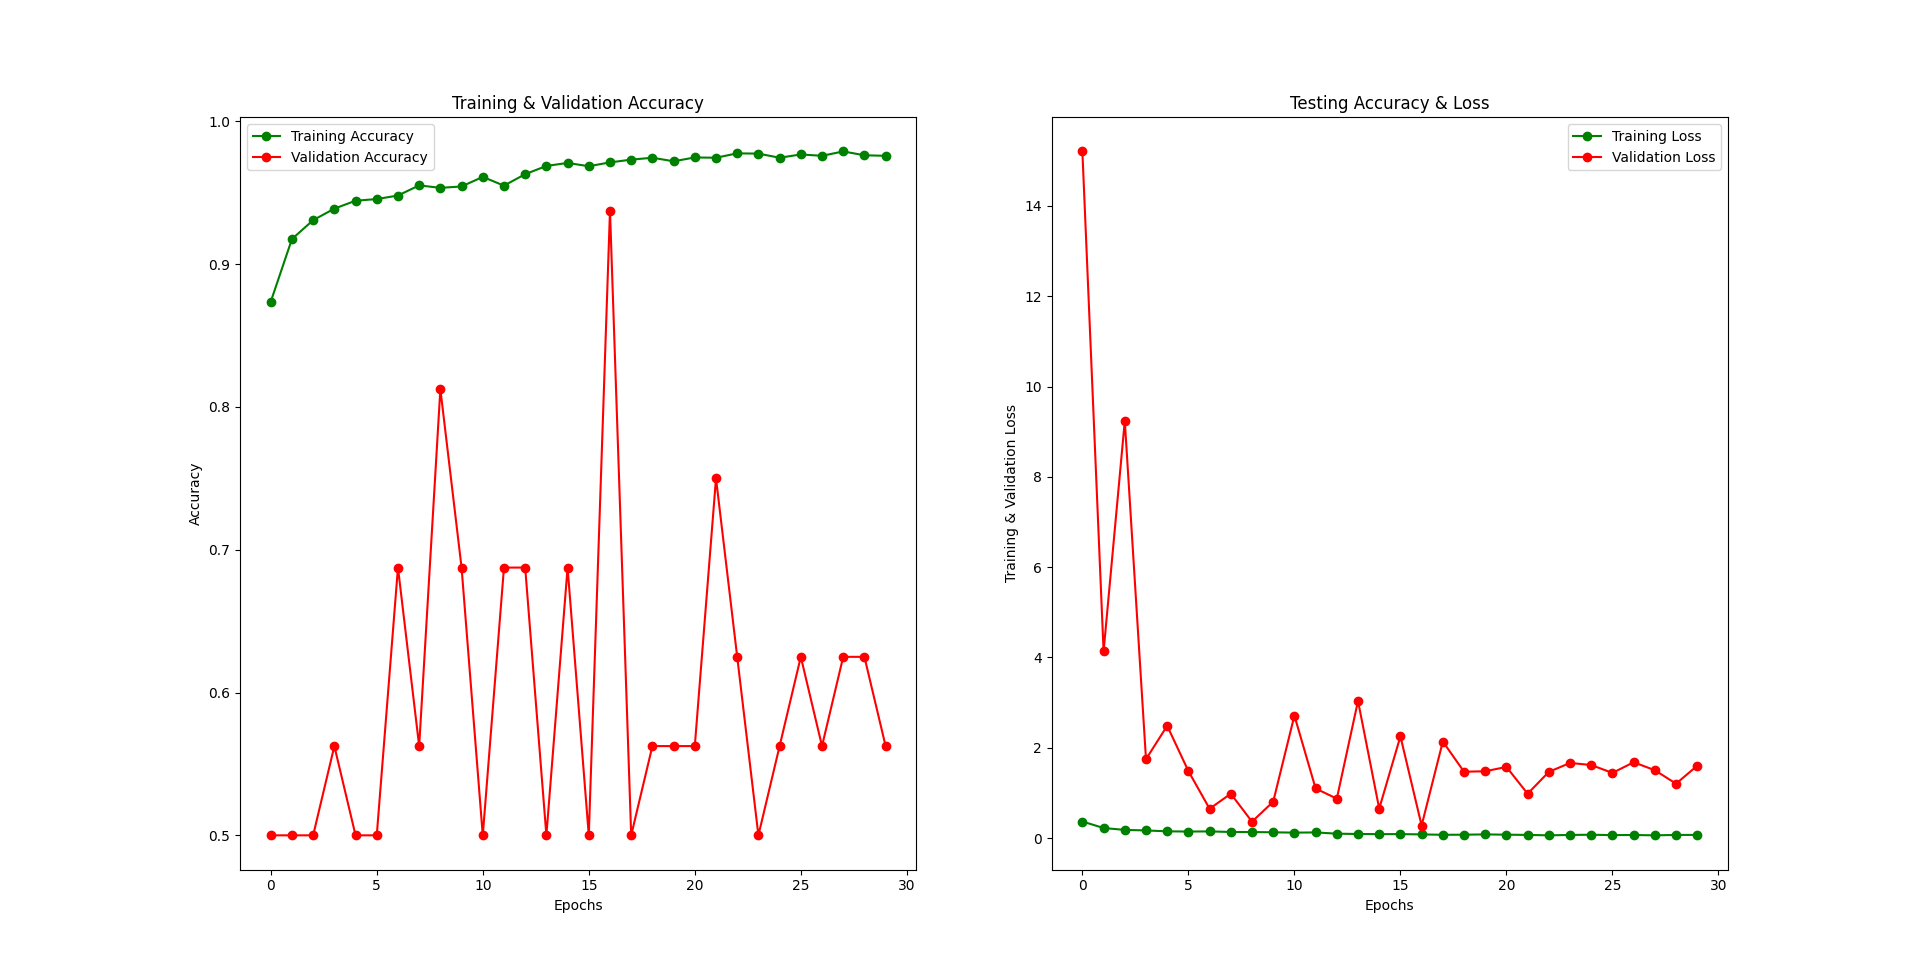 Training & Validation Accuracy
Training Accuracy
Validation Accuracy
1.0
0.9
0.8
0.7
0.6
0.5
Accuracy
0 5 10 15 20 25 30
Epochs
Testing Accuracy & Loss
Training Loss
Validation Loss
14
12
10
8
6
4
2
0
Training & Validation Loss
0 5 10 15 20 25 30
Epochs